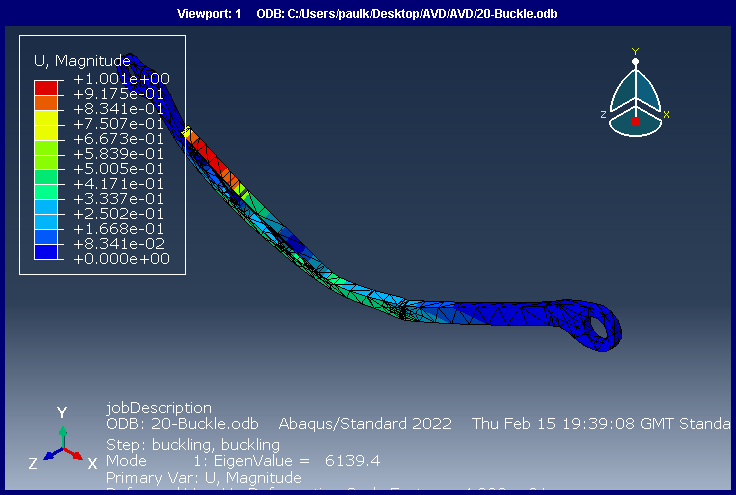 Viewport: 1 ODB: C:/Users/paulk/Desktop/AVD/AVD/20-Buckle.odb
U, Magnitude
+1.001e+00
+9.175e-01
+8.341e-01
+7.507e-01
+6.673e-01
+5.839e-01
+5.005e-01
+4.171e-01
+3.337e-01
+2.502e-01
+1.668e-01
+8.341e-02
+0.000e+00
Y
Z X
Y
Z X
jobDescription
ODB: 20-Buckle.odb Abaqus/Standard 2022 Thu Feb 15 19:39:08 GMT Standa
Step: buckling, buckling
Mode 1: EigenValue = 6139.4
Primary Var: U, Magnitude